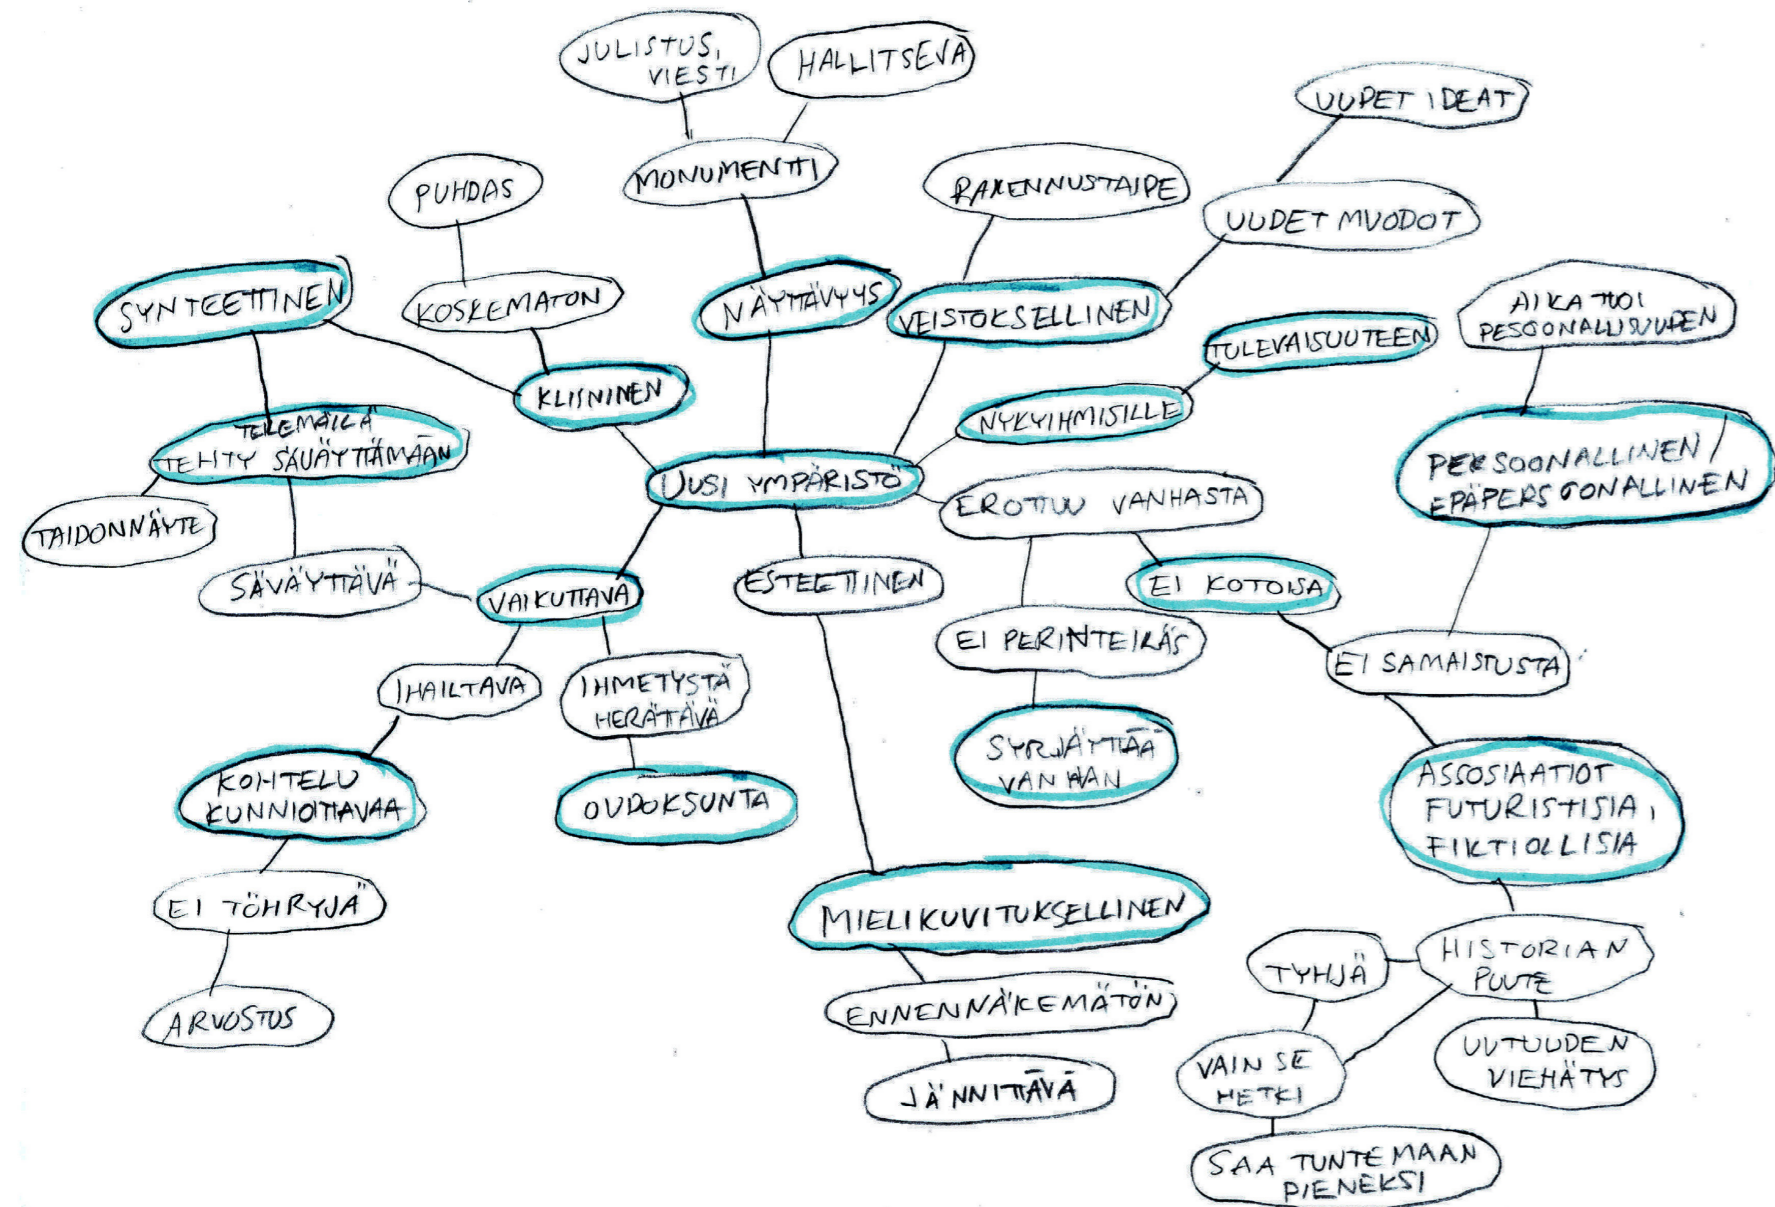 JULISTUS,
VIESTI
HALLITSEVA
UUDET IDEAT
MONUMENTTI
PUHDAS
RAKENNUSTAIDE
UUDET MUODOT
SYNTEETTINEN
KOSKEMATON
NÄYTTÄVYYS
VEISTOKSELLINEN
AIKA TUOI
PESOONALLISUUDEN
TULEVAISUUTEEN
KLIININEN
NYKYIHMISILLE
TEHTY SÄVÄYTTÄMÄÄN
UUSI YMPÄRISTÖ
EROTTUU VANHASTA
PERSOONALLINEN /
EPÄPERSOONALLINEN
TAIDONNÄYTE
SÄVÄYTTÄVÄ
VAIKUTTAVA
ESTEETTINEN
EI KOTOISA
IHAILTAVA
IHMETYSTÄ
HERÄTTÄVÄ
EI PERINTEIKÄS
EI SAMAISTUSTA
KOHTELU
KUNNIOITTAVAA
OUDOKSUNTA
SYRJÄYTTÄÄ
VANHAN
ASSOSIAATIOT
FUTURISTISIA,
FIKTIOLLISIA
EI TÖHRYJÄ
MIELIKUVITUKSELLINEN
ARVOSTUS
ENNENNÄKEMÄTÖN
TYHJÄ
HISTORIAN
PUUTE
JÄNNITTÄVÄ
VAIN SE
HETKI
UUTUUDEN
VIEHÄTYS
SAA TUNTEMAAN
PIENEKSI